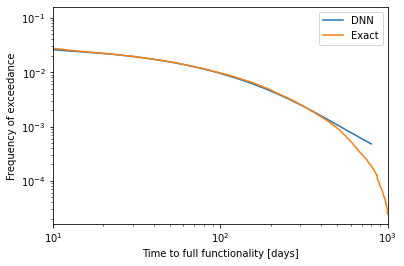 DNN
Exact
10⁻¹
10⁻²
10⁻³
10⁻⁴
Frequency of exceedance
10¹
10²
10³
Time to full functionality [days]